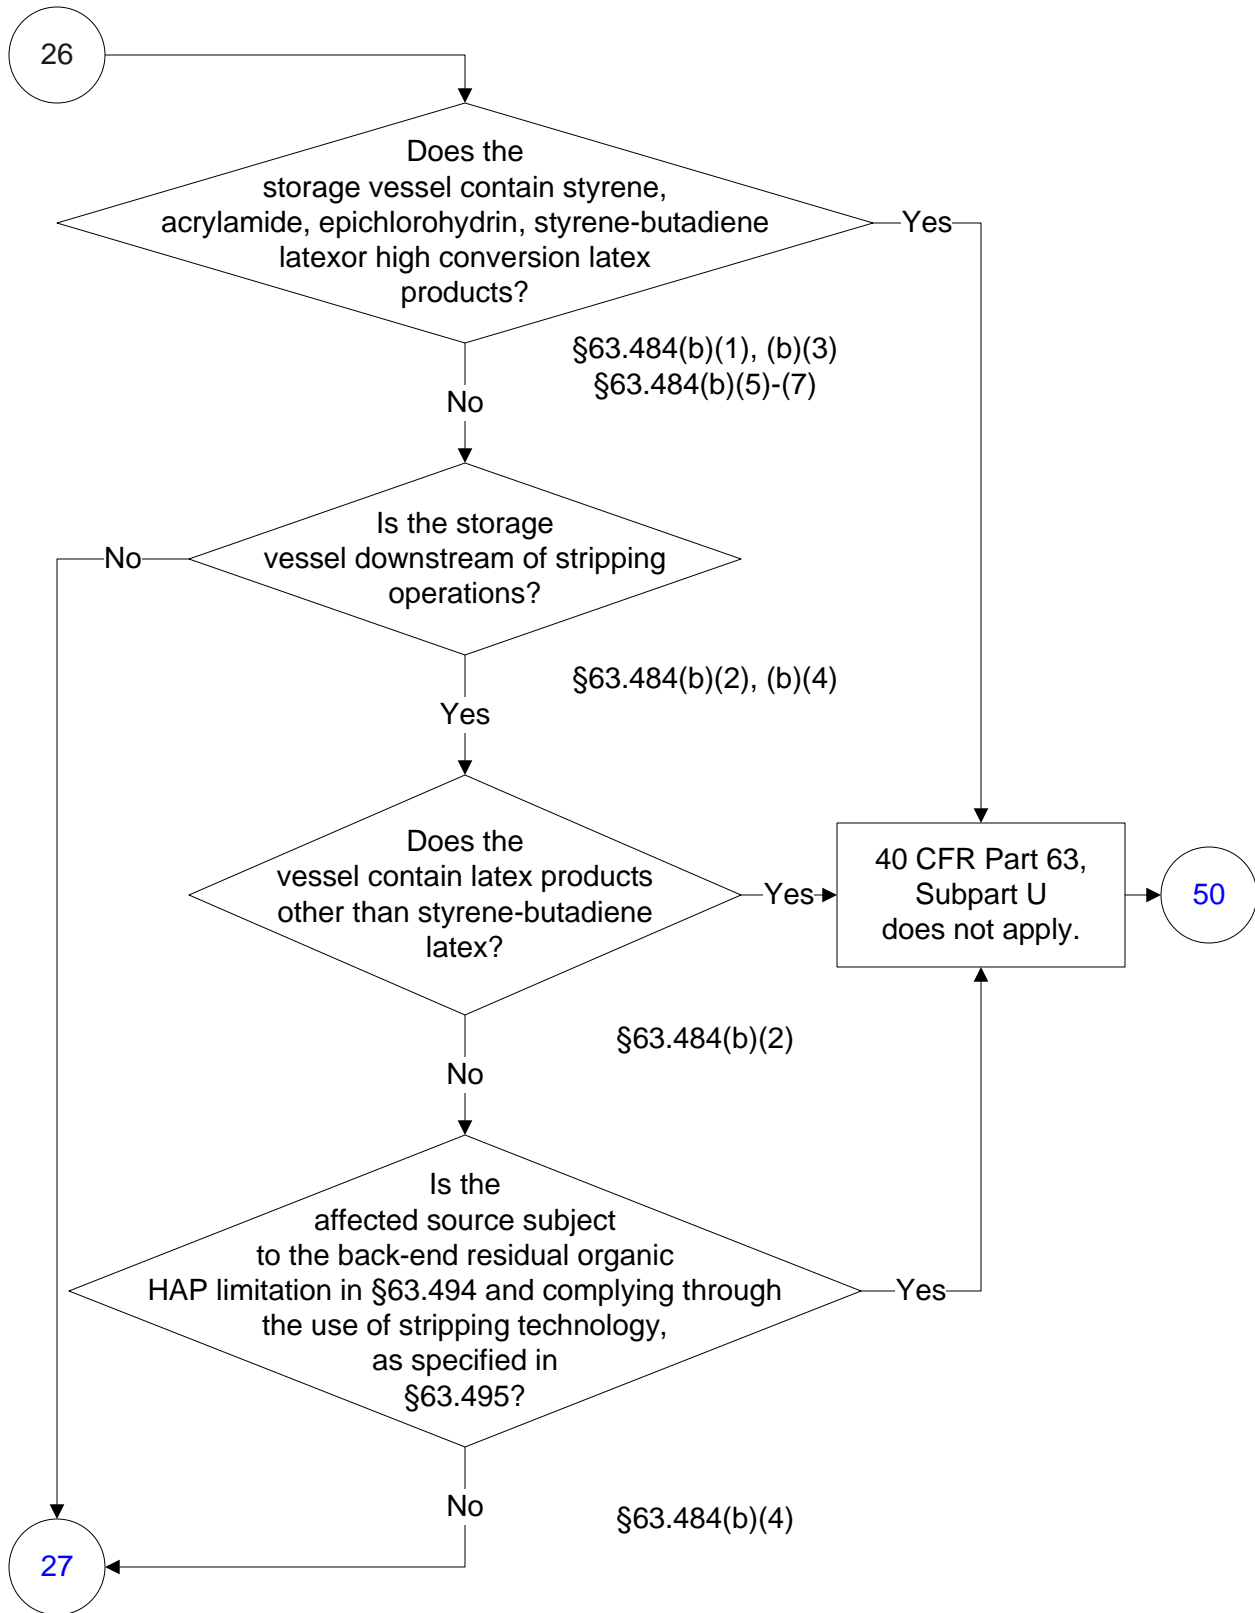 26
Does the
storage vessel contain styrene,
acrylamide, epichlorohydrin, styrene-butadiene
latexor high conversion latex
products?
Yes
§63.484(b)(1), (b)(3)
§63.484(b)(5)-(7)
No
Is the storage
vessel downstream of stripping
operations?
No
§63.484(b)(2), (b)(4)
Yes
Does the
vessel contain latex products
other than styrene-butadiene
latex?
Yes
40 CFR Part 63,
Subpart U
does not apply.
50
§63.484(b)(2)
No
Is the
affected source subject
to the back-end residual organic
HAP limitation in §63.494 and complying through
the use of stripping technology,
as specified in
§63.495?
Yes
No
§63.484(b)(4)
27